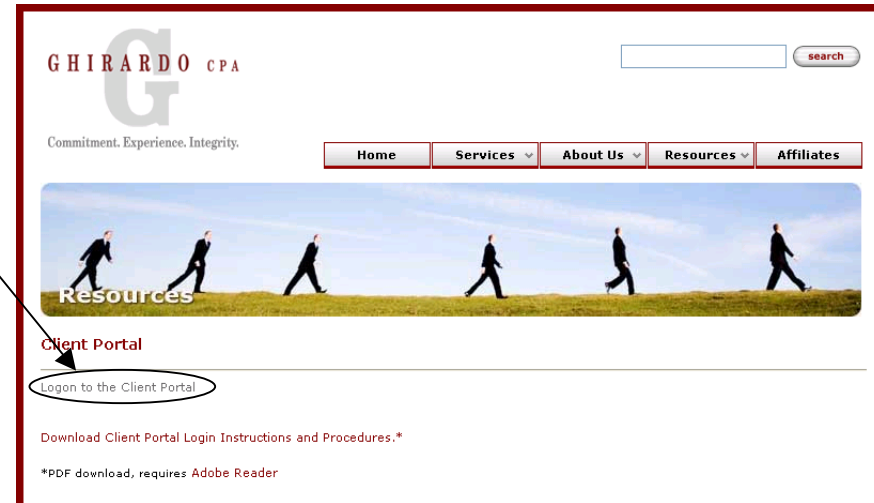 G
GHIRARDO CPA
search
Commitment. Experience. Integrity.
Home Services About Us Resources Affiliates
Resources
Client Portal
Logon to the Client Portal
Download Client Portal Login Instructions and Procedures.*
*PDF download, requires Adobe Reader